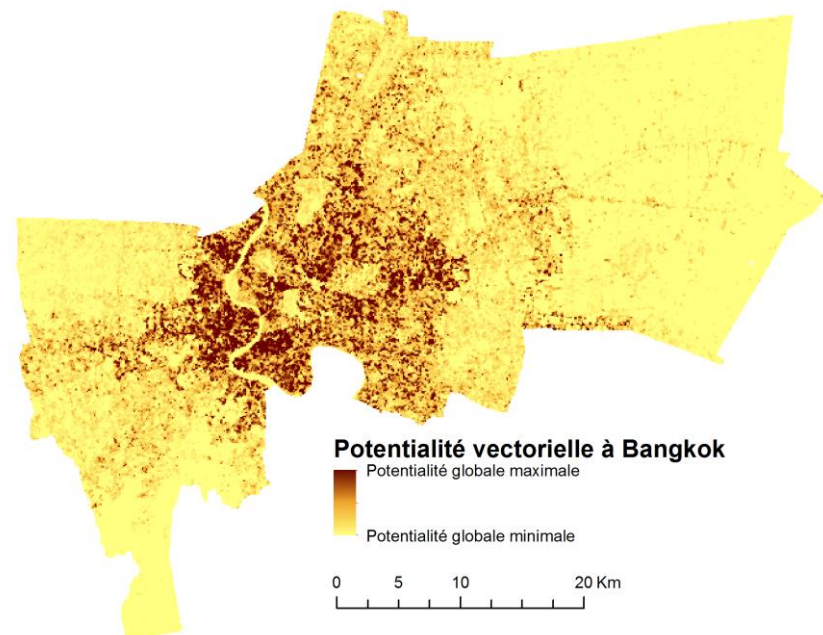 Potentialité vectorielle à Bangkok
Potentialité globale maximale
Potentialité globale minimale
0 5 10 20 Km